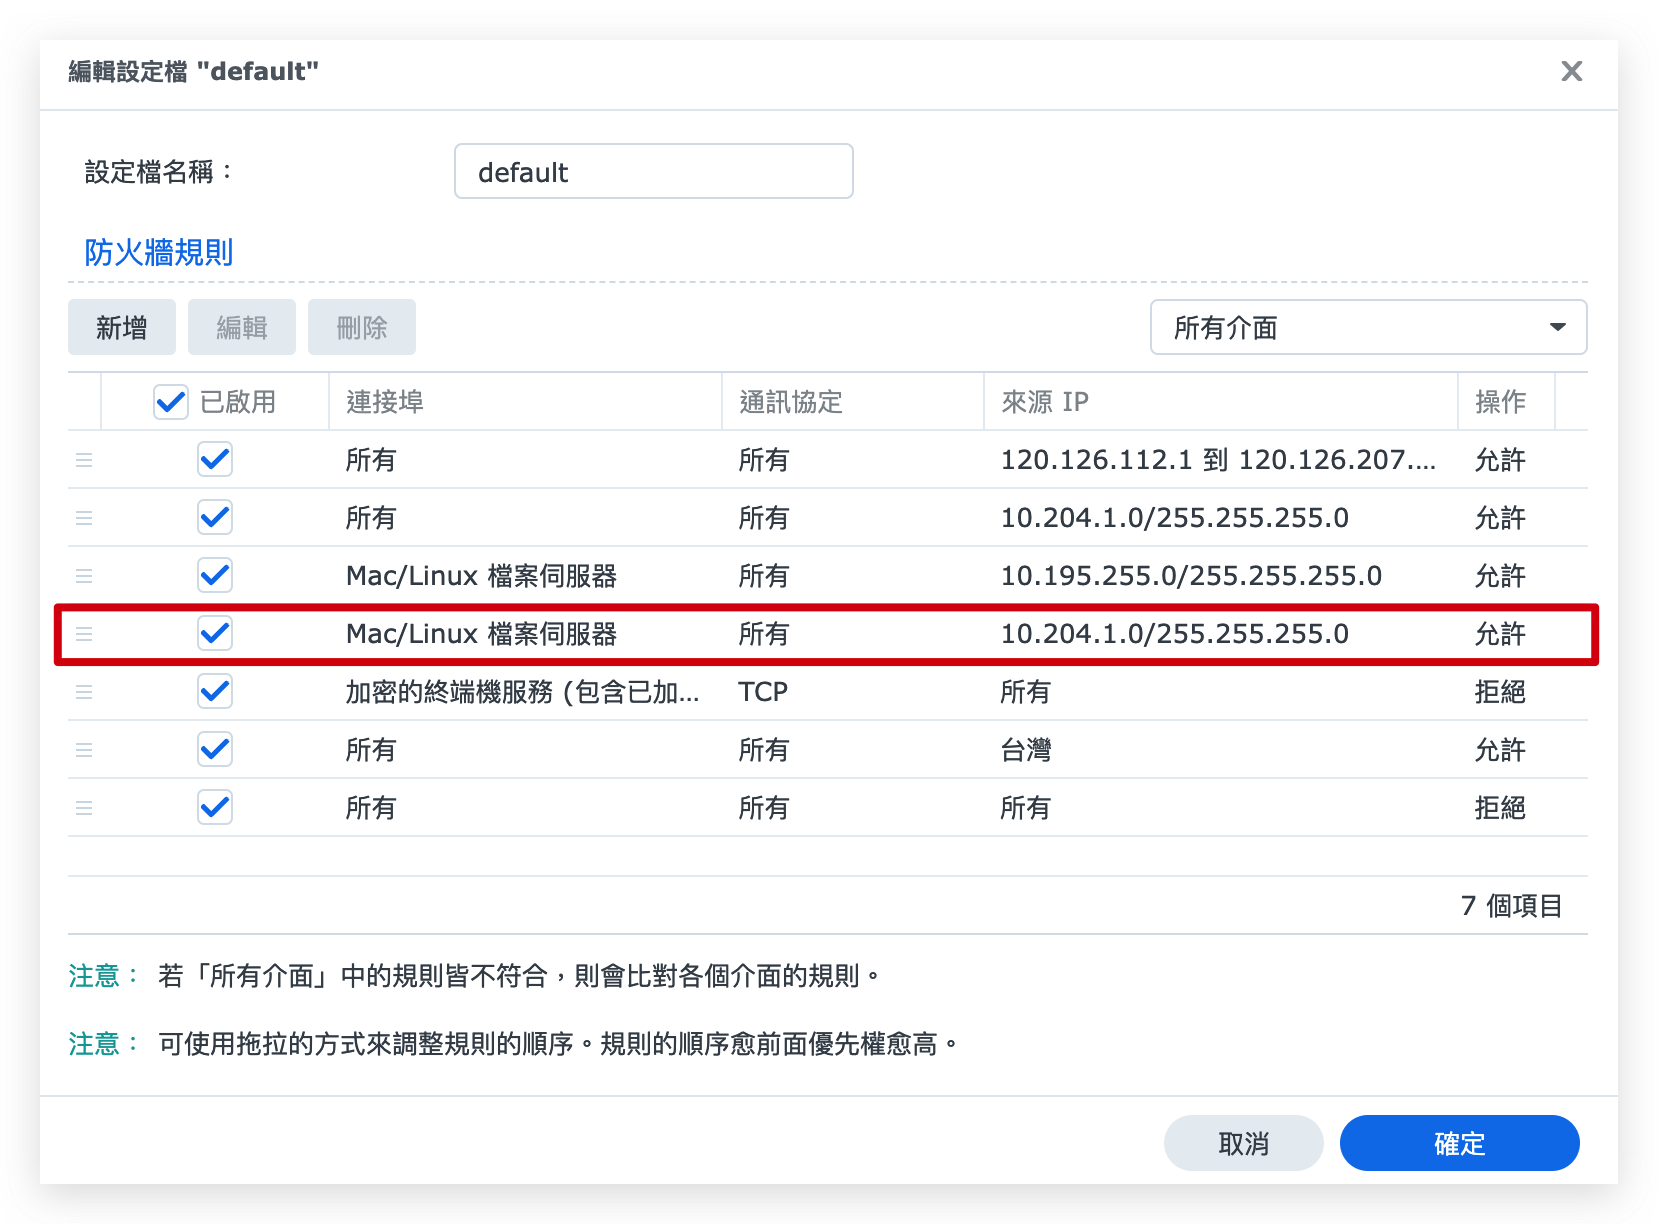 編輯設定檔 "default"
設定檔名稱：
default
防火牆規則
新增 編輯 刪除 所有介面
已啟用 連接埠 通訊協定 來源 IP 操作
所有 所有 120.126.112.1 到 120.126.207.... 允許
所有 所有 10.204.1.0/255.255.255.0 允許
Mac/Linux 檔案伺服器 所有 10.195.255.0/255.255.255.0 允許
Mac/Linux 檔案伺服器 所有 10.204.1.0/255.255.255.0 允許
加密的終端機服務 (包含已加... TCP 所有 拒絕
所有 所有 台灣 允許
所有 所有 所有 拒絕
7 個項目
注意： 若「所有介面」中的規則皆不符合，則會比對各個介面的規則。
注意： 可使用拖拉的方式來調整規則的順序。規則的順序愈前面優先權愈高。
取消 確定